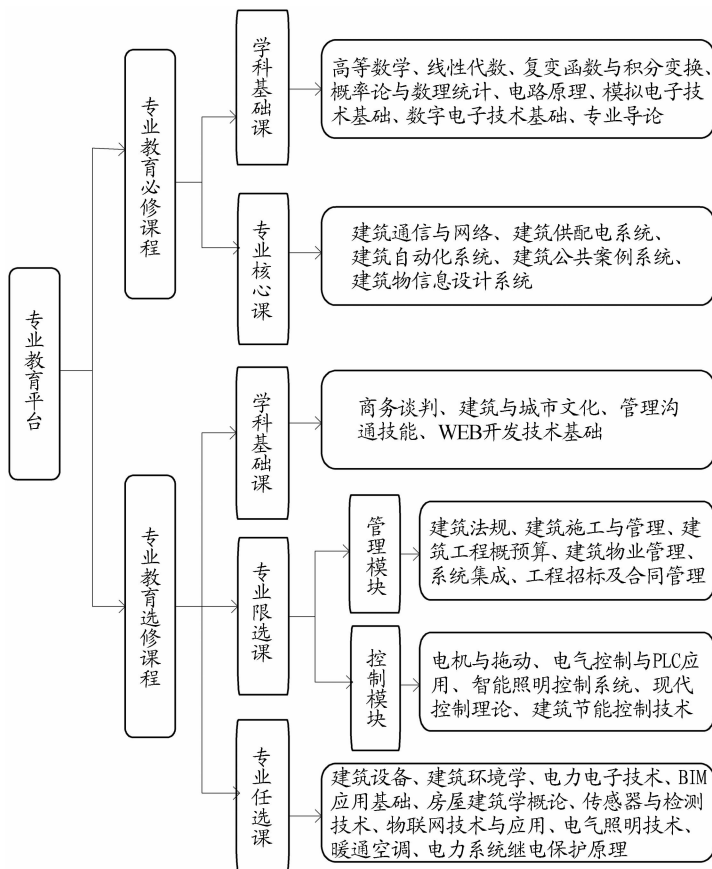 专业教育平台
专业教育必修课程
学科基础课
高等数学、线性代数、复变函数与积分变换、
概率论与数理统计、电路原理、模拟电子技
术基础、数字电子技术基础、专业导论
专业核心课
建筑通信与网络、建筑供配电系统、
建筑自动化系统、建筑公共案例系统、
建筑物信息设计系统
专业教育选修课程
学科基础课
商务谈判、建筑与城市文化、管理沟
通技能、WEB开发技术基础
专业限选课
管理模块
建筑法规、建筑施工与管理、建
筑工程概预算、建筑物业管理、
系统集成、工程招标及合同管理
控制模块
电机与拖动、电气控制与PLC应
用、智能照明控制系统、现代
控制理论、建筑节能控制技术
专业任选课
建筑设备、建筑环境学、电力电子技术、BIM
应用基础、房屋建筑学概论、传感器与检测
技术、物联网技术与应用、电气照明技术、
暖通空调、电力系统继电保护原理